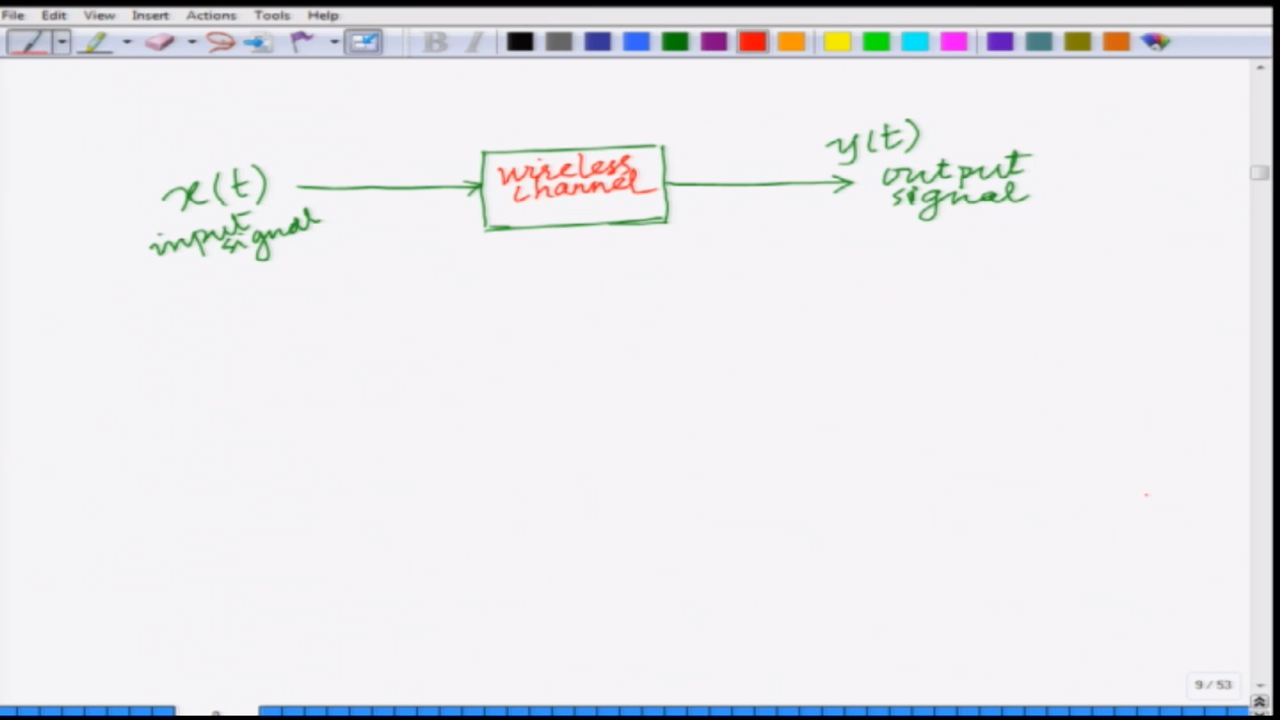 File Edit View Insert Actions Tools Help
B I
x(t)
input
signal
wireless
channel
y(t)
output
signal
9 / 53